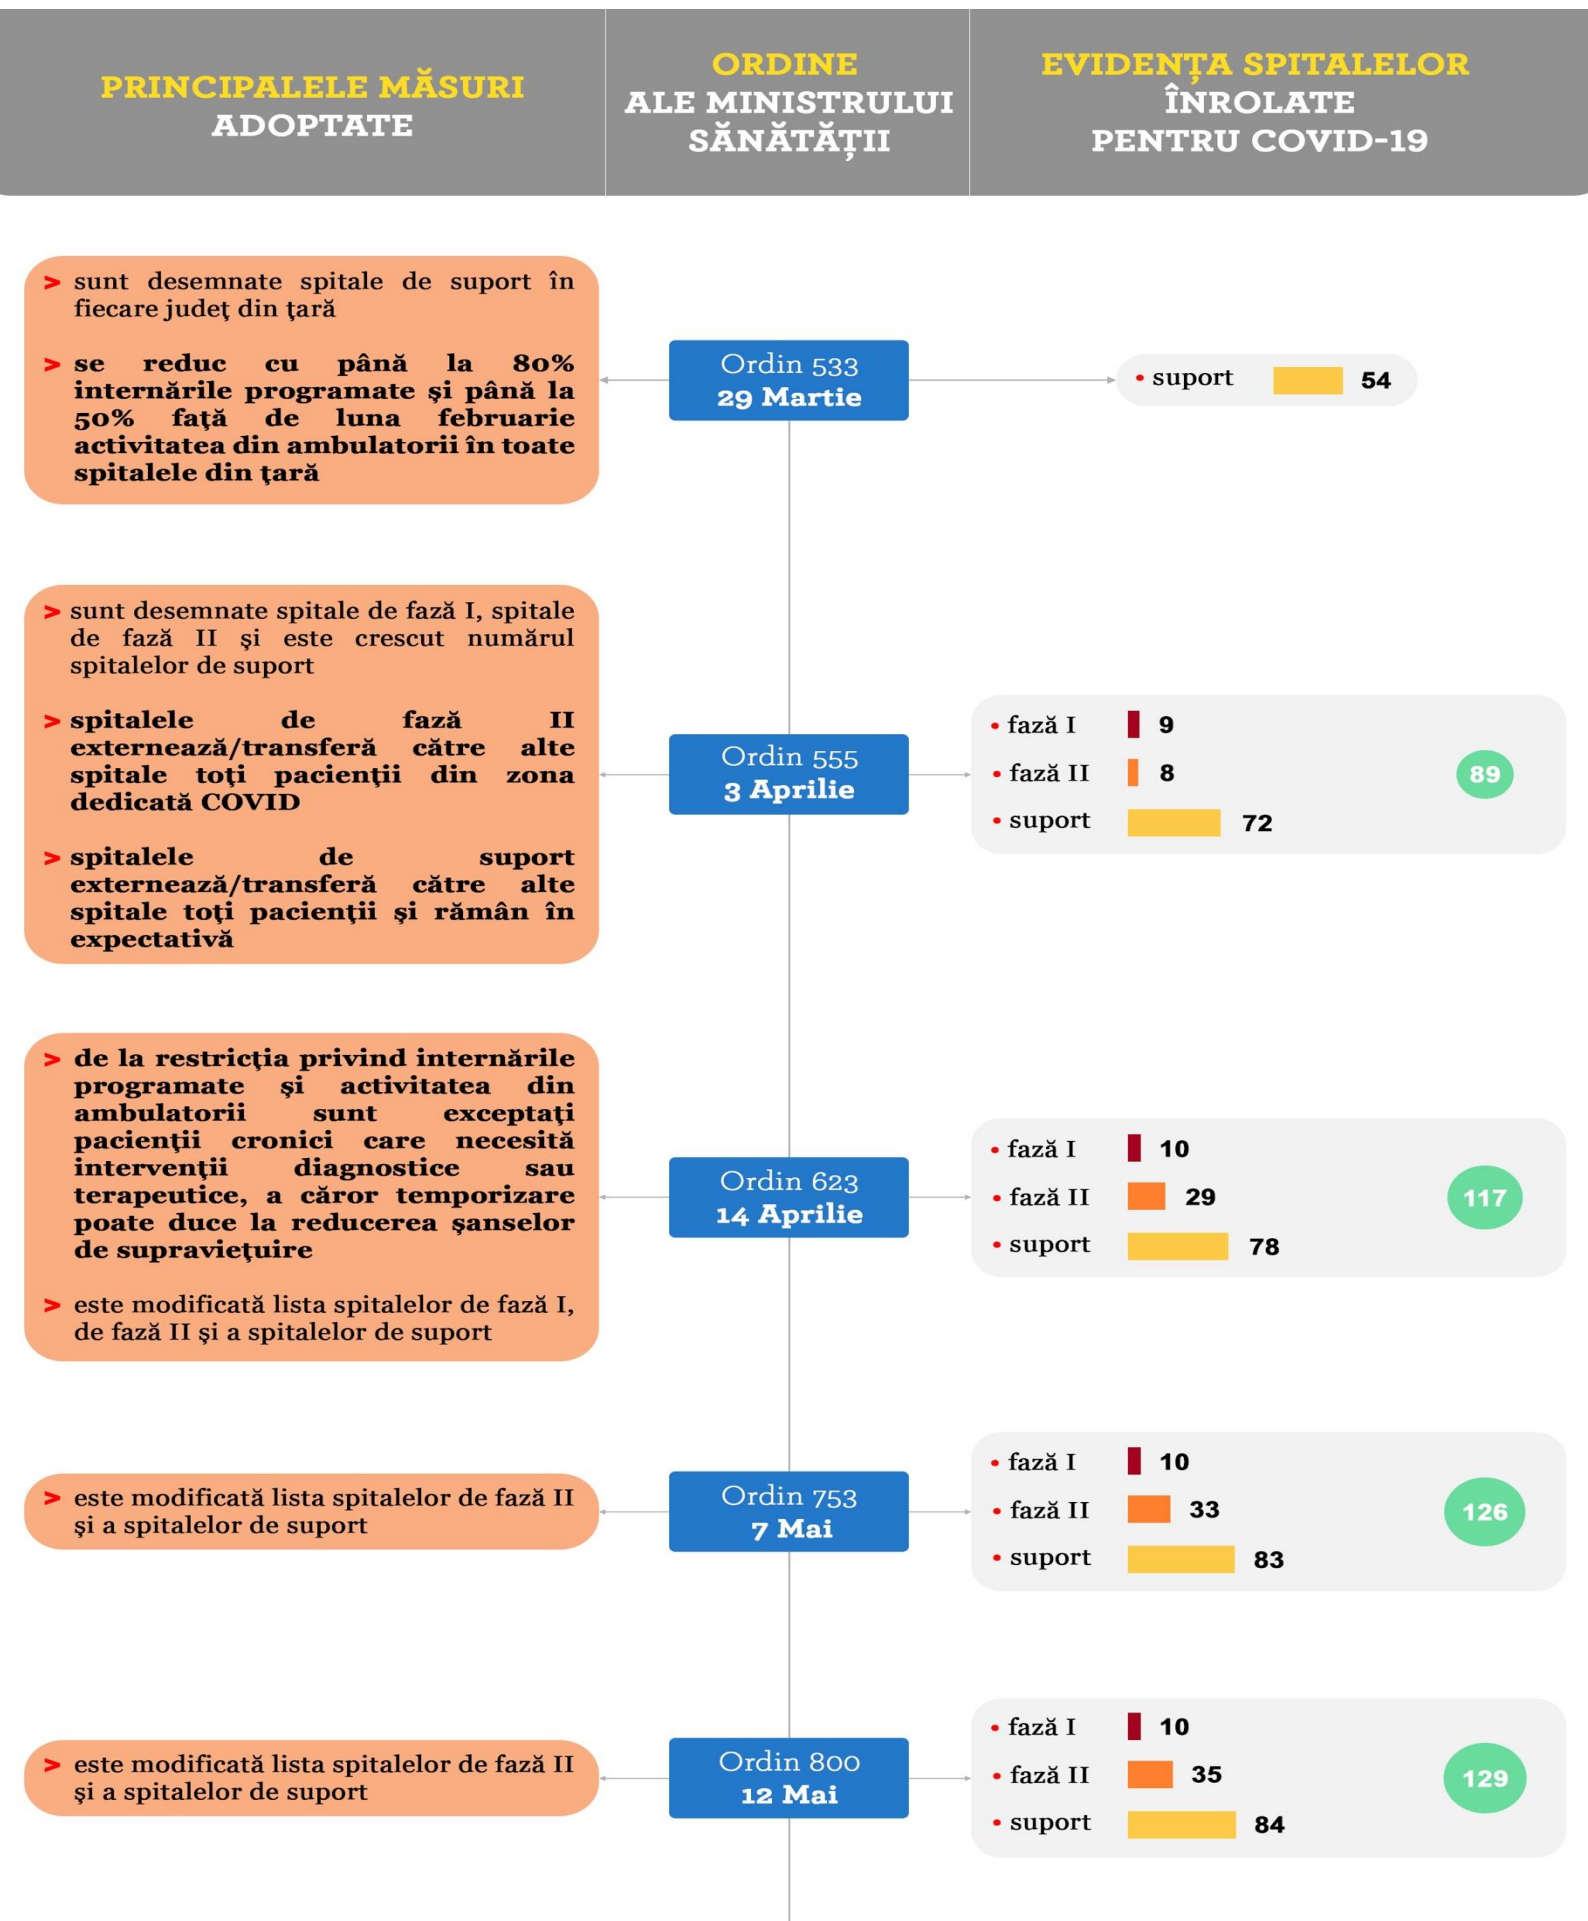 PRINCIPALELE MĂSURI
ADOPTATE
ORDINE
ALE MINISTRULUI
SĂNĂTĂȚII
EVIDENȚA SPITALELOR
ÎNROLATE
PENTRU COVID-19
> sunt desemnate spitale de suport în
fiecare județ din țară
> se reduc cu până la 80%
internările programate și până la
50% față de luna februarie
activitatea din ambulatorii în toate
spitalele din țară
Ordin 533
29 Martie
• suport 54
> sunt desemnate spitale de fază I, spitale
de fază II și este crescut numărul
spitalelor de suport
> spitalele de fază II
externează/transferă către alte
spitale toți pacienții din zona
dedicată COVID
> spitalele de suport
externează/transferă către alte
spitale toți pacienții și rămân în
expectativă
Ordin 555
3 Aprilie
• fază I 9
• fază II 8
• suport 72
89
> de la restricția privind internările
programate și activitatea din
ambulatorii sunt exceptați
pacienții cronici care necesită
intervenții diagnostice sau
terapeutice, a căror temporizare
poate duce la reducerea șanselor
de supraviețuire
> este modificată lista spitalelor de fază I,
de fază II și a spitalelor de suport
Ordin 623
14 Aprilie
• fază I 10
• fază II 29
• suport 78
117
> este modificată lista spitalelor de fază II
și a spitalelor de suport
Ordin 753
7 Mai
• fază I 10
• fază II 33
• suport 83
126
> este modificată lista spitalelor de fază II
și a spitalelor de suport
Ordin 800
12 Mai
• fază I 10
• fază II 35
• suport 84
129